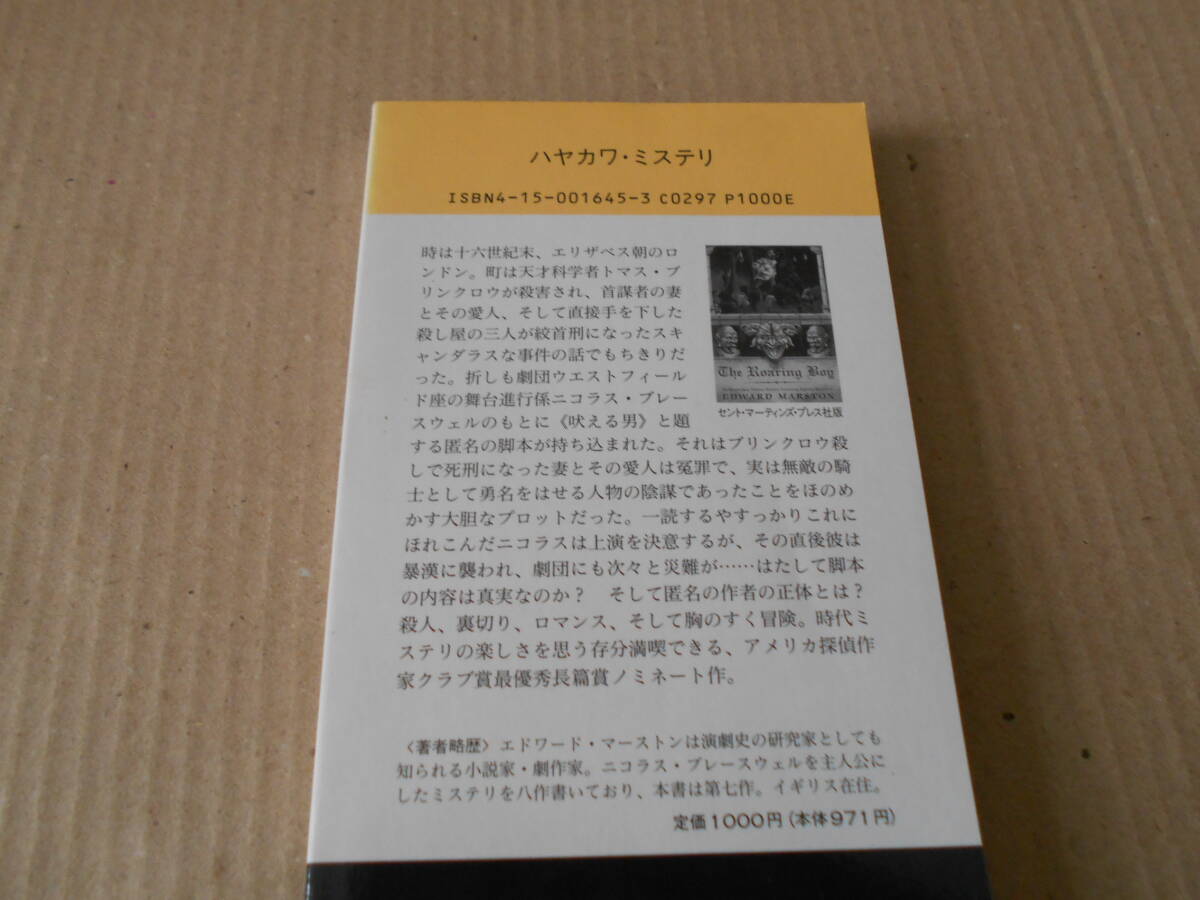 ハヤカワ・ミステリ
ISBN4-15-001645-3 C0297 P1000E
時は十六世紀末、エリザベス朝のロ
ンドン。町は天才科学者トマス・ブ
リンクロウが殺害され、首謀者の妻
とその愛人、そして直接手を下した
殺し屋の三人が絞首刑になったスキ
ャンダラスな事件の話でもちきりだ
った。折しも劇団ウエストフィール
ド座の舞台進行係ニコラス・ブレー
スウェルのもとに《吠える男》と題
する匿名の脚本が持ち込まれた。それはブリンクロウ殺
しで死刑になった妻とその愛人は冤罪で、実は無敵の騎
士として勇名をはせる人物の陰謀であったことをほのめ
かす大胆なプロットだった。一読するやすっかりこれに
ほれこんだニコラスは上演を決意するが、その直後彼は
暴漢に襲われ、劇団にも次々と災難が……はたして脚本
の内容は真実なのか？　そして匿名の作者の正体とは？
殺人、裏切り、ロマンス、そして胸のすく冒険。時代ミ
ステリの楽しさを思う存分満喫できる、アメリカ探偵作
家クラブ賞最優秀長篇賞ノミネート作。
The Roaring Boy
EDWARD MARSTON
セント・マーティンズ・プレス社版
〈著者略歴〉エドワード・マーストンは演劇史の研究家としても
知られる小説家・劇作家。ニコラス・ブレースウェルを主人公に
したミステリを八作書いており、本書は第七作。イギリス在住。
定価1000円（本体971円）